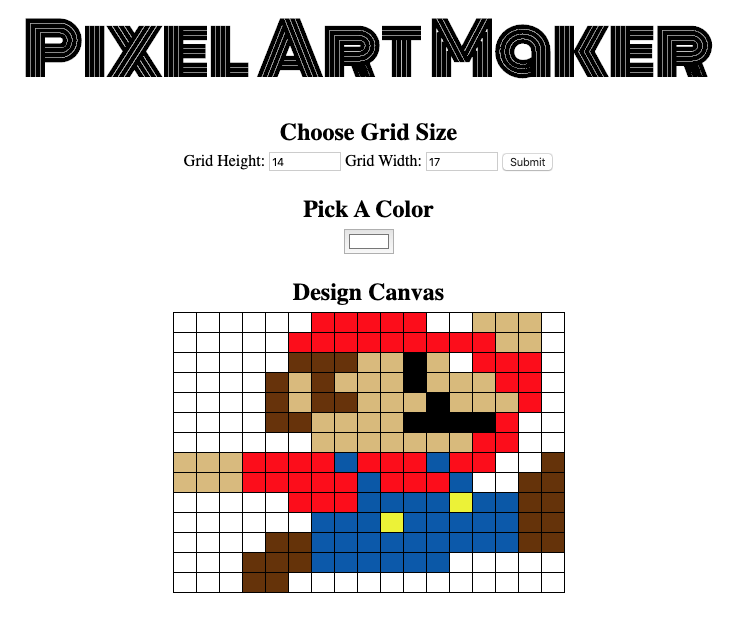 Pixel Art Maker
Choose Grid Size
Grid Height: 14 Grid Width: 17 Submit
Pick A Color
Design Canvas